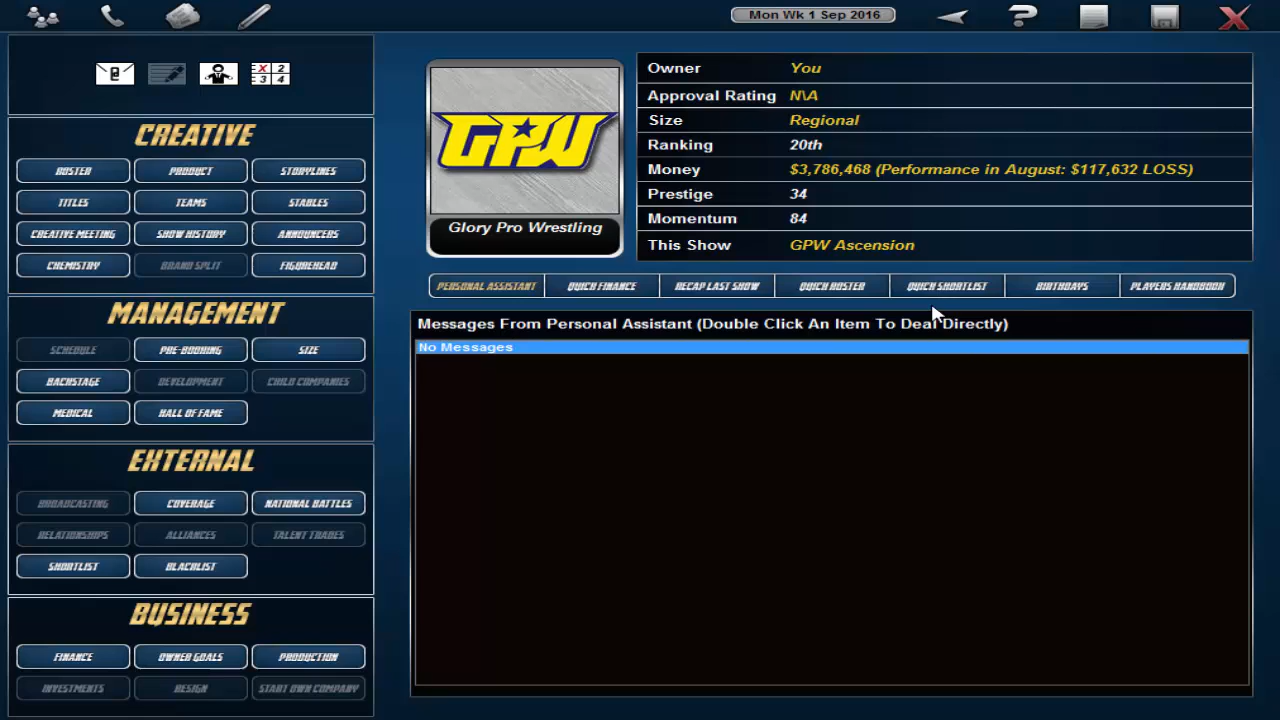 Mon Wk 1 Sep 2016
@
X 2
3 4
CREATIVE
ROSTER PRODUCT STORYLINES
TITLES TEAMS STABLES
CREATIVE MEETING SHOW HISTORY ANNOUNCERS
CHEMISTRY BRAND SPLIT FIGUREHEAD
MANAGEMENT
SCHEDULE PRE-BOOKING SIZE
BACKSTAGE DEVELOPMENT CHILD COMPANIES
MEDICAL HALL OF FAME
EXTERNAL
BROADCASTING COVERAGE NATIONAL BATTLES
RELATIONSHIPS ALLIANCES TALENT TRADES
SHORTLIST BLACKLIST
BUSINESS
FINANCE OWNER GOALS PRODUCTION
INVESTMENTS DESIGN START OWN COMPANY
GPW
Glory Pro Wrestling
Owner You
Approval Rating N\A
Size Regional
Ranking 20th
Money $3,786,468 (Performance in August: $117,632 LOSS)
Prestige 34
Momentum 84
This Show GPW Ascension
PERSONAL ASSISTANT QUICK FINANCE RECAP LAST SHOW QUICK ROSTER QUICK SHORTLIST BIRTHDAYS PLAYERS HANDBOOK
Messages From Personal Assistant (Double Click An Item To Deal Directly)
No Messages